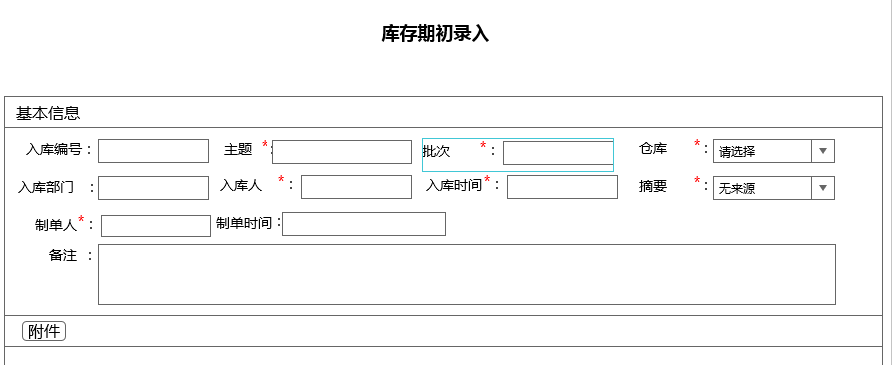 库存期初录入
基本信息
入库编号： 主题 *： 批次 *： 仓库 *： 请选择
入库部门 ： 入库人 *： 入库时间*： 摘要 *： 无来源
制单人*： 制单时间：
备注 ：
附件